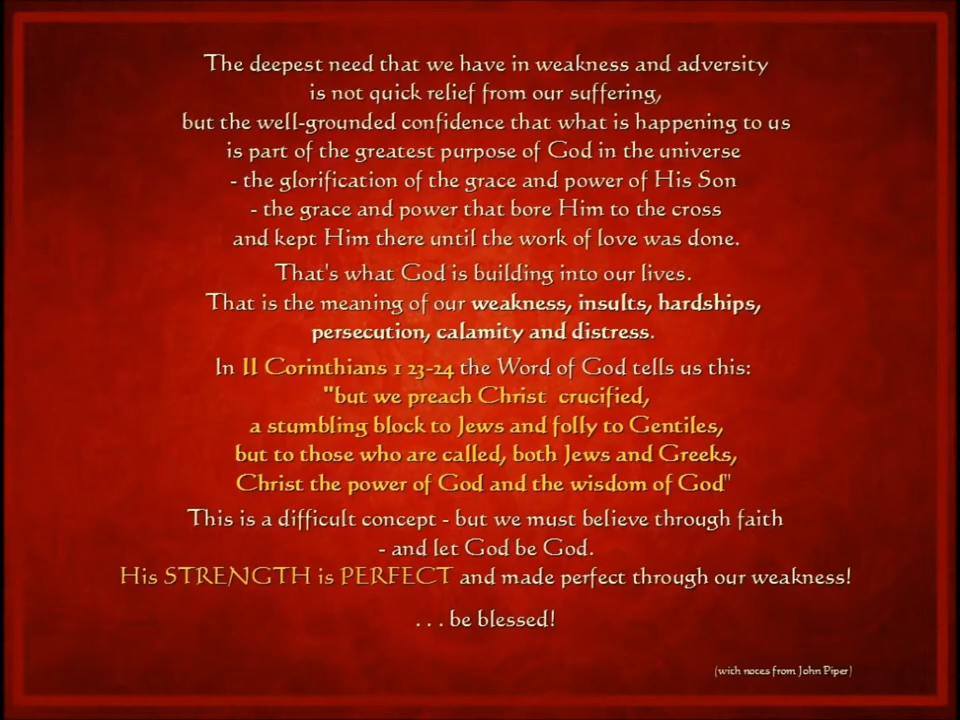 The deepest need that we have in weakness and adversity
is not quick relief from our suffering,
but the well-grounded confidence that what is happening to us
is part of the greatest purpose of God in the universe
- the glorification of the grace and power of His Son
- the grace and power that bore Him to the cross
and kept Him there until the work of love was done.
That's what God is building into our lives.
That is the meaning of our weakness, insults, hardships,
persecution, calamity and distress.
In II Corinthians 1 23-24 the Word of God tells us this:
"but we preach Christ crucified,
a stumbling block to Jews and folly to Gentiles,
but to those who are called, both Jews and Greeks,
Christ the power of God and the wisdom of God"
This is a difficult concept - but we must believe through faith
- and let God be God.
His STRENGTH is PERFECT and made perfect through our weakness!
. . . be blessed!
(with notes from John Piper)